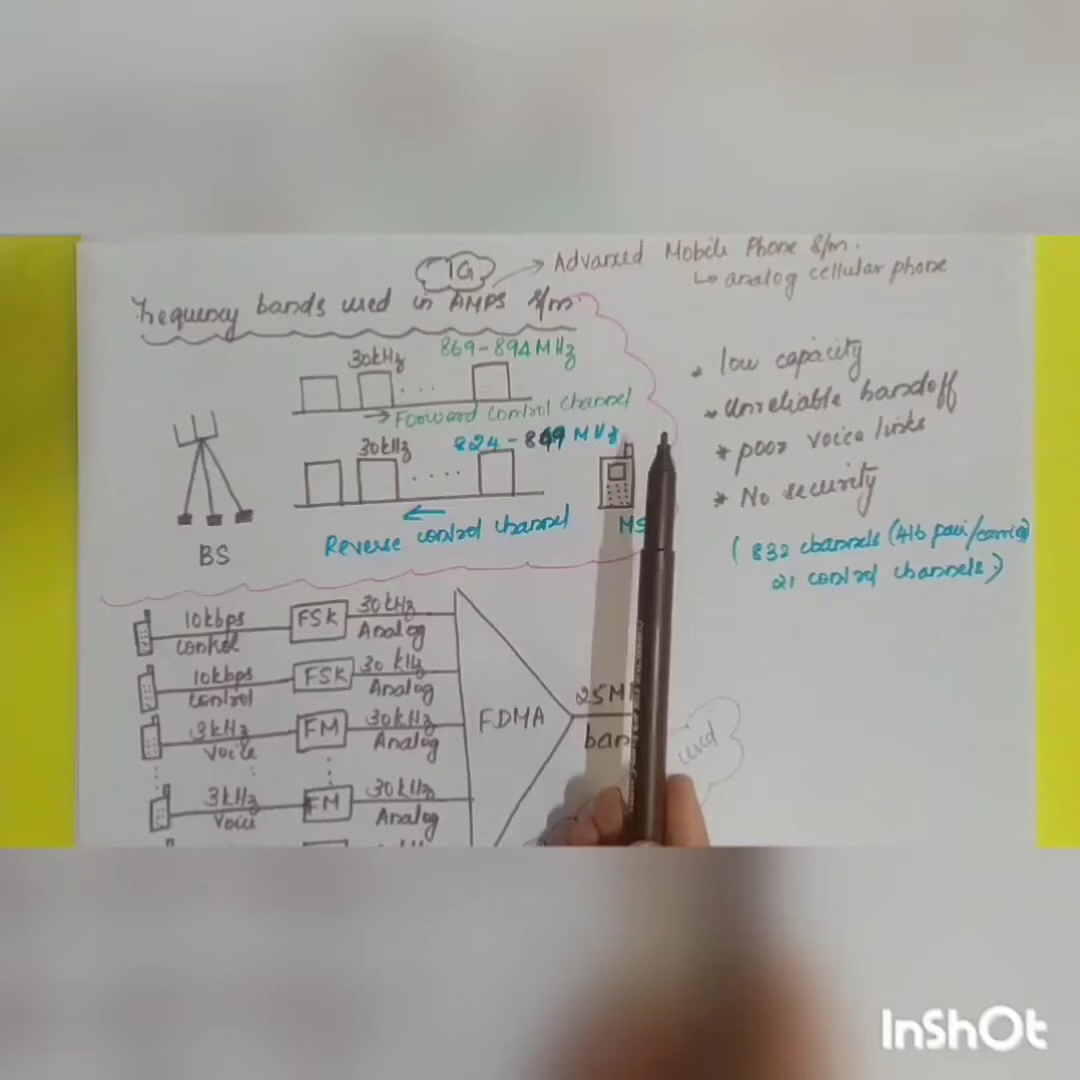 1G → Advanced Mobile Phone S/m.
↳ analog cellular phone
Frequency bands used in AMPS S/m.
30kHz 869-894MHz
→ Forward control channel
30kHz 824-849 MHz
← Reverse control channel
BS
MS
* low capacity
* Unreliable handoff
* poor voice links
* No security
(832 channels (416 pair/carrier)
21 control channels)
10kbps control FSK 30kHz Analog
10kbps control FSK 30 kHz Analog
3kHz voice FM 30kHz Analog
3kHz voice FM 30kHz Analog
FDMA
25M
ban
used
InShOt